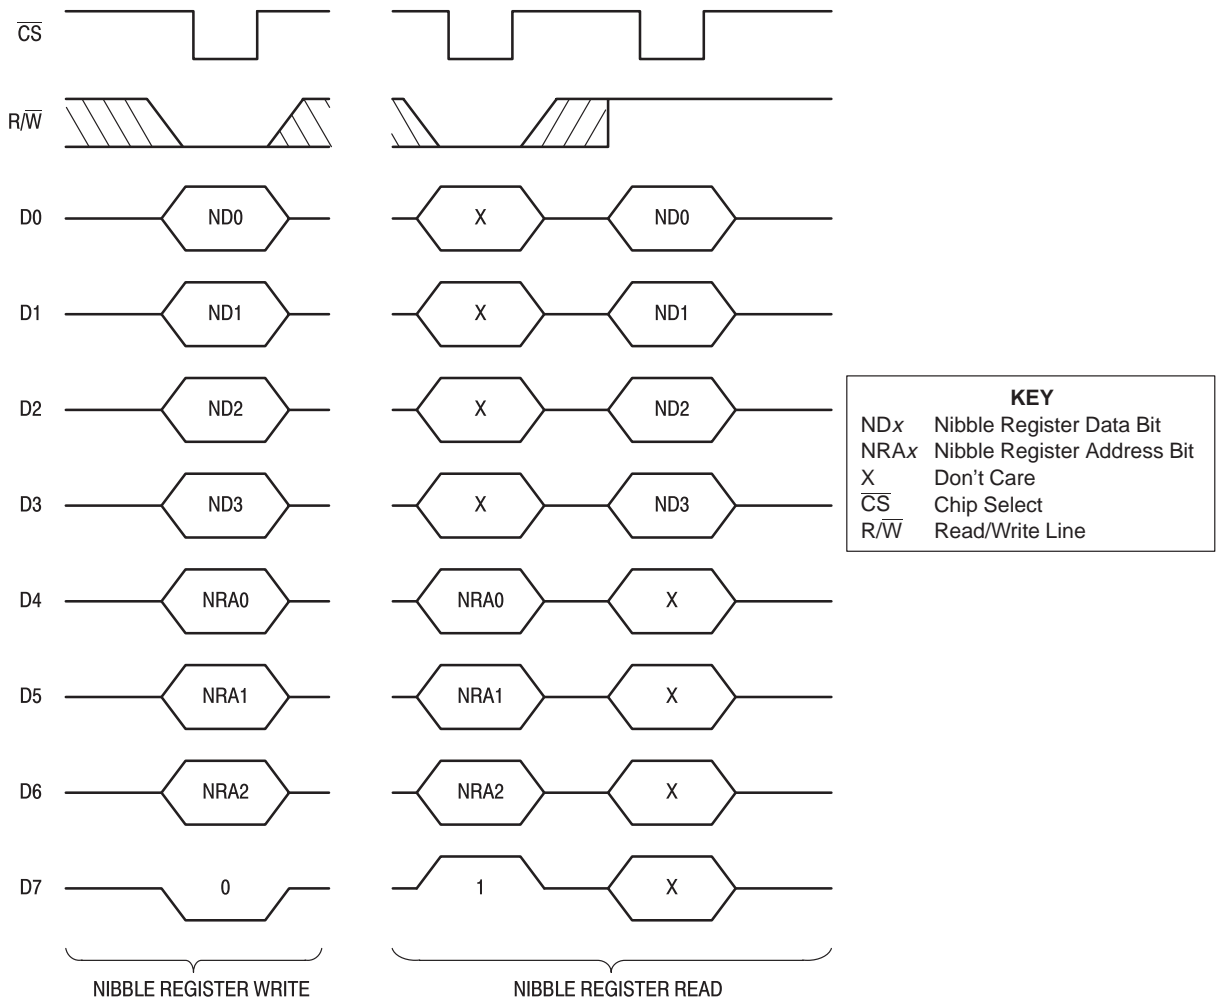 CS
R/W
D0 ND0 X ND0
D1 ND1 X ND1
D2 ND2 X ND2
D3 ND3 X ND3
D4 NRA0 NRA0 X
D5 NRA1 NRA1 X
D6 NRA2 NRA2 X
D7 0 1 X
NIBBLE REGISTER WRITE NIBBLE REGISTER READ
KEY
NDx Nibble Register Data Bit
NRAx Nibble Register Address Bit
X Don't Care
CS Chip Select
R/W Read/Write Line